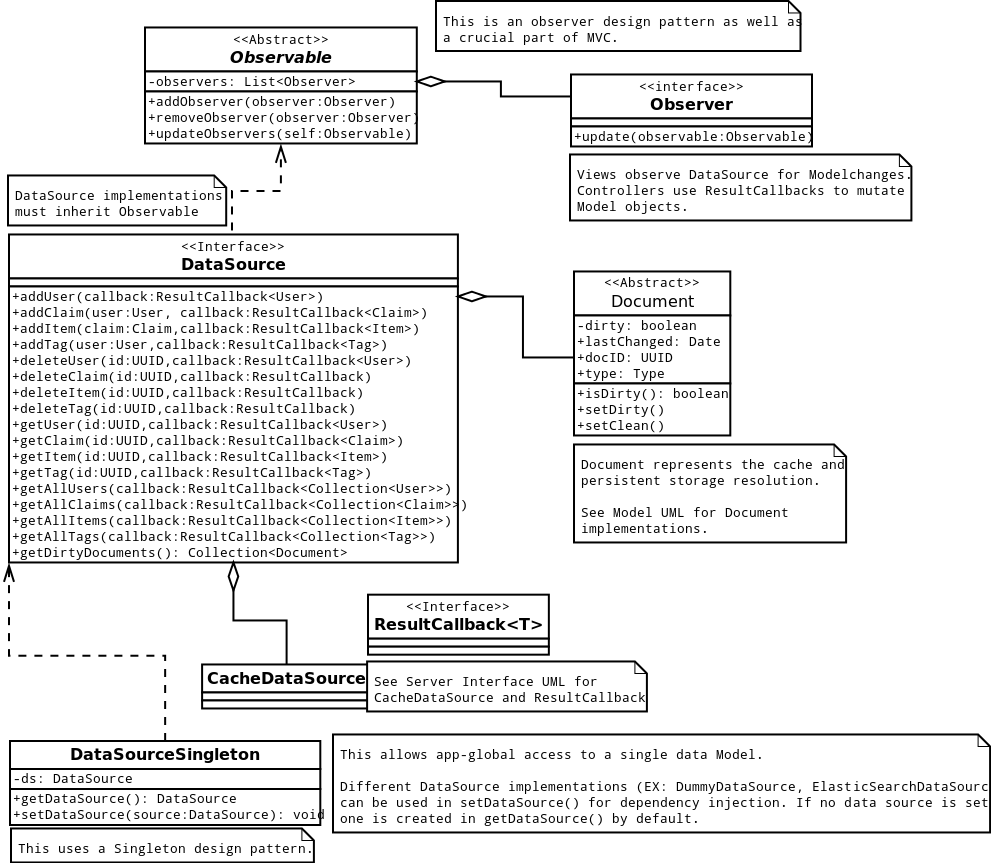 This is an observer design pattern as well as
a crucial part of MVC.
<<Abstract>>
Observable
-observers: List<Observer>
+addObserver(observer:Observer)
+removeObserver(observer:Observer)
+updateObservers(self:Observable)
<<interface>>
Observer
+update(observable:Observable)
Views observe DataSource for Modelchanges.
Controllers use ResultCallbacks to mutate
Model objects.
DataSource implementations
must inherit Observable
<<Interface>>
DataSource
+addUser(callback:ResultCallback<User>)
+addClaim(user:User, callback:ResultCallback<Claim>)
+addItem(claim:Claim,callback:ResultCallback<Item>)
+addTag(user:User,callback:ResultCallback<Tag>)
+deleteUser(id:UUID,callback:ResultCallback<User>)
+deleteClaim(id:UUID,callback:ResultCallback)
+deleteItem(id:UUID,callback:ResultCallback)
+deleteTag(id:UUID,callback:ResultCallback)
+getUser(id:UUID,callback:ResultCallback<User>)
+getClaim(id:UUID,callback:ResultCallback<Claim>)
+getItem(id:UUID,callback:ResultCallback<Item>)
+getTag(id:UUID,callback:ResultCallback<Tag>)
+getAllUsers(callback:ResultCallback<Collection<User>>)
+getAllClaims(callback:ResultCallback<Collection<Claim>>)
+getAllItems(callback:ResultCallback<Collection<Item>>)
+getAllTags(callback:ResultCallback<Collection<Tag>>)
+getDirtyDocuments(): Collection<Document>
<<Abstract>>
Document
-dirty: boolean
+lastChanged: Date
+docID: UUID
+type: Type
+isDirty(): boolean
+setDirty()
+setClean()
Document represents the cache and
persistent storage resolution.
See Model UML for Document
implementations.
<<Interface>>
ResultCallback<T>
CacheDataSource
See Server Interface UML for
CacheDataSource and ResultCallback
DataSourceSingleton
-ds: DataSource
+getDataSource(): DataSource
+setDataSource(source:DataSource): void
This uses a Singleton design pattern.
This allows app-global access to a single data Model.
Different DataSource implementations (EX: DummyDataSource, ElasticSearchDataSourc
can be used in setDataSource() for dependency injection. If no data source is set
one is created in getDataSource() by default.